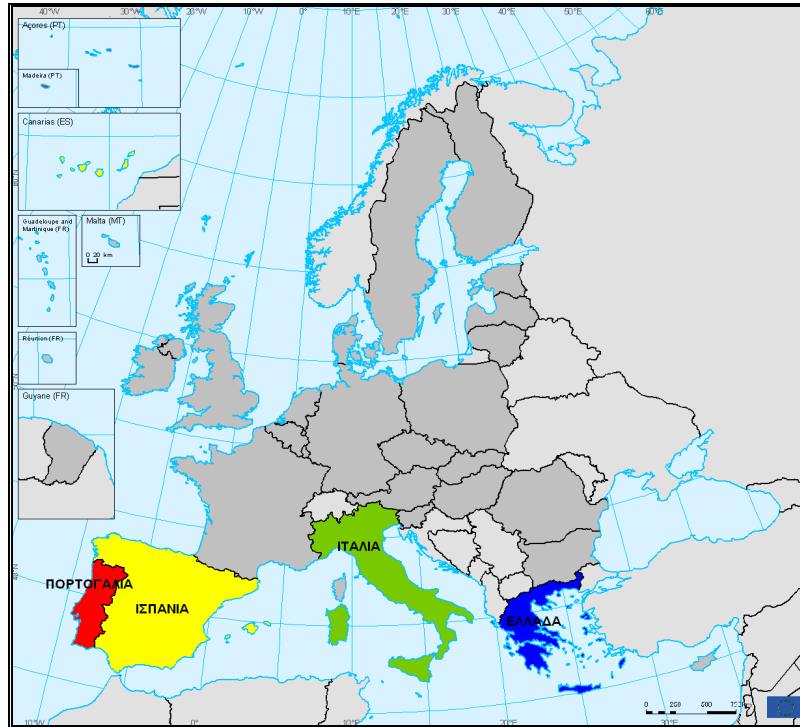 40°W
30°W
20°W
10°W
0°
10°E
20°E
30°E
40°E
50°E
60°E
Açores (PT)
Madeira (PT)
Canarias (ES)
Guadeloupe and
Martinique (FR)
Malta (MT)
0 20 km
Réunion (FR)
Guyane (FR)
ΙΤΑΛΙΑ
ΠΟΡΤΟΓΑΛΙΑ
ΙΣΠΑΝΙΑ
ΕΛΛΑΔΑ
0 250 500
10°W
0°
10°E
20°E
30°E